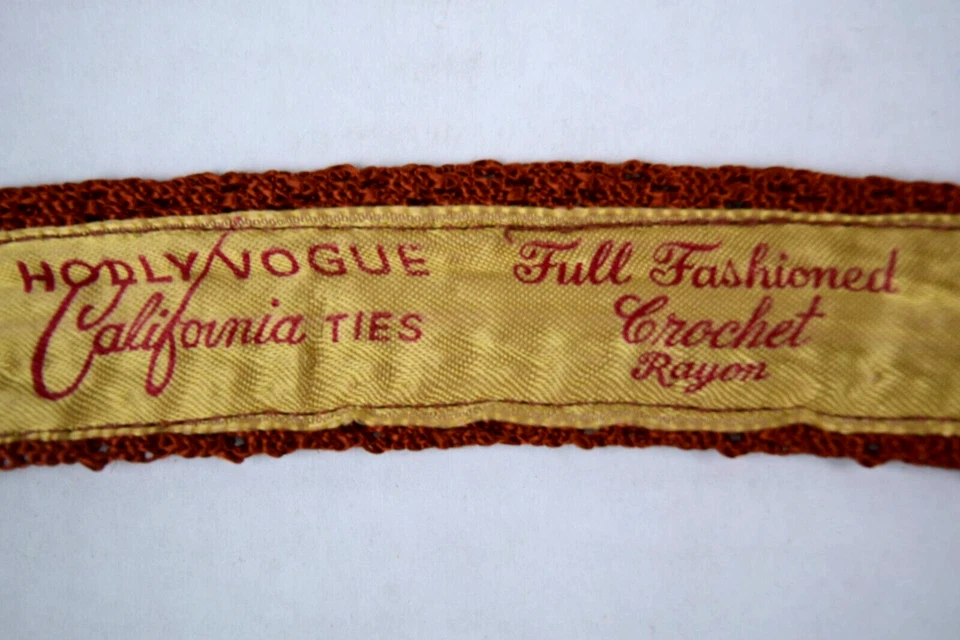 HOLLYVOGUE
California TIES
Full Fashioned
Crochet
Rayon